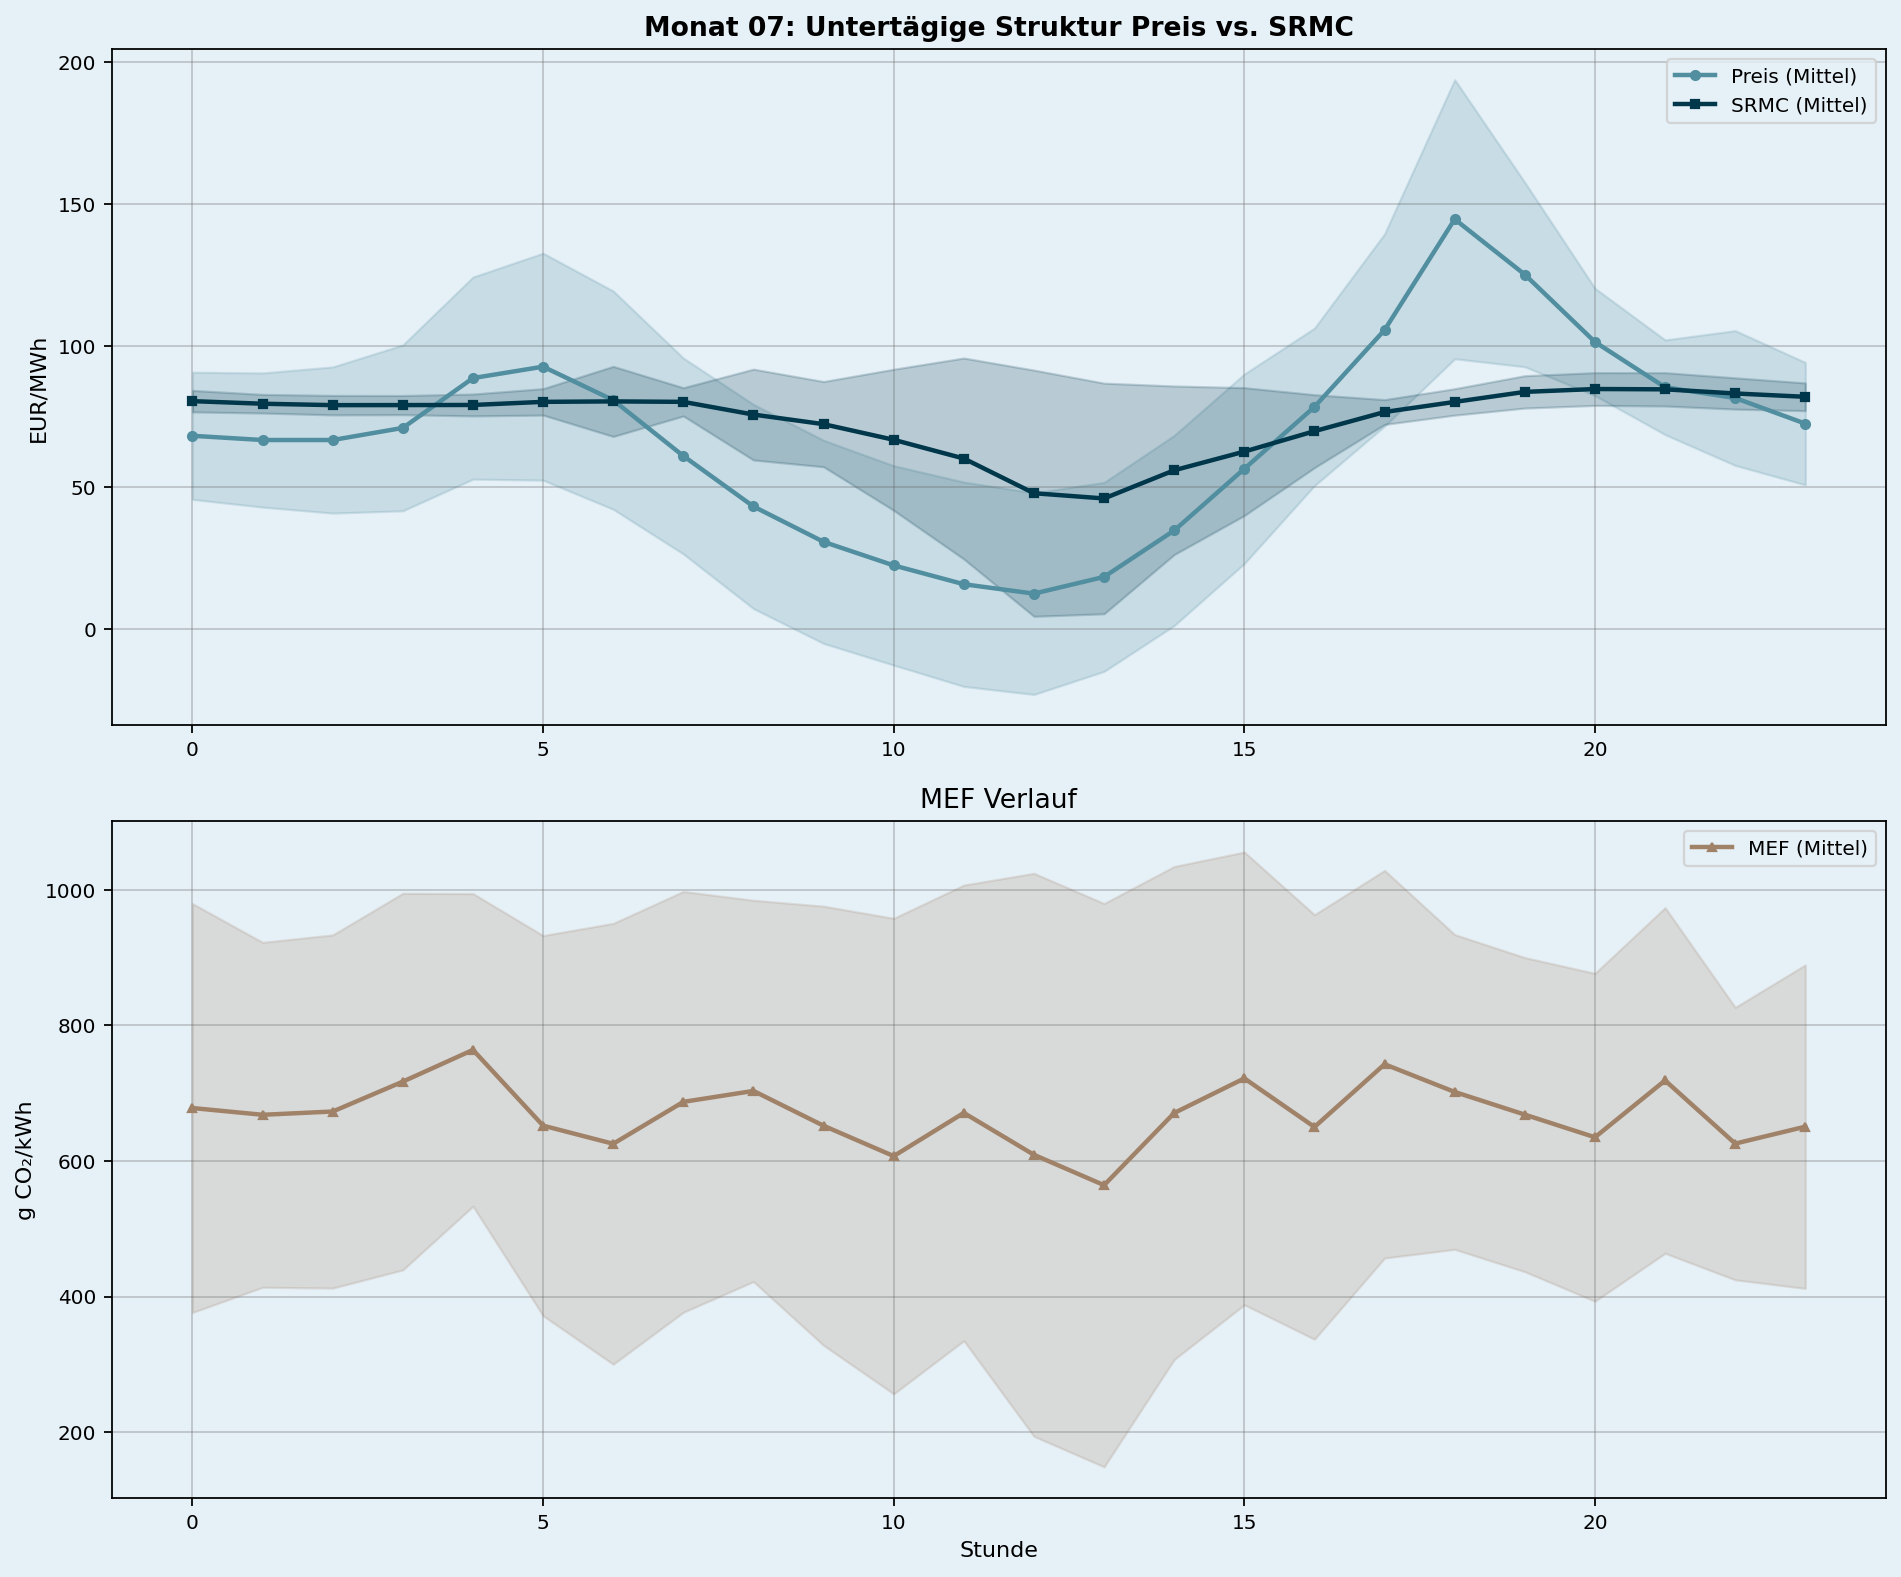 Monat 07: Untertägige Struktur Preis vs. SRMC
200
150
100
50
0
EUR/MWh
Preis (Mittel)
SRMC (Mittel)
0 5 10 15 20
MEF Verlauf
1000
800
600
400
200
g CO₂/kWh
MEF (Mittel)
0 5 10 15 20
Stunde